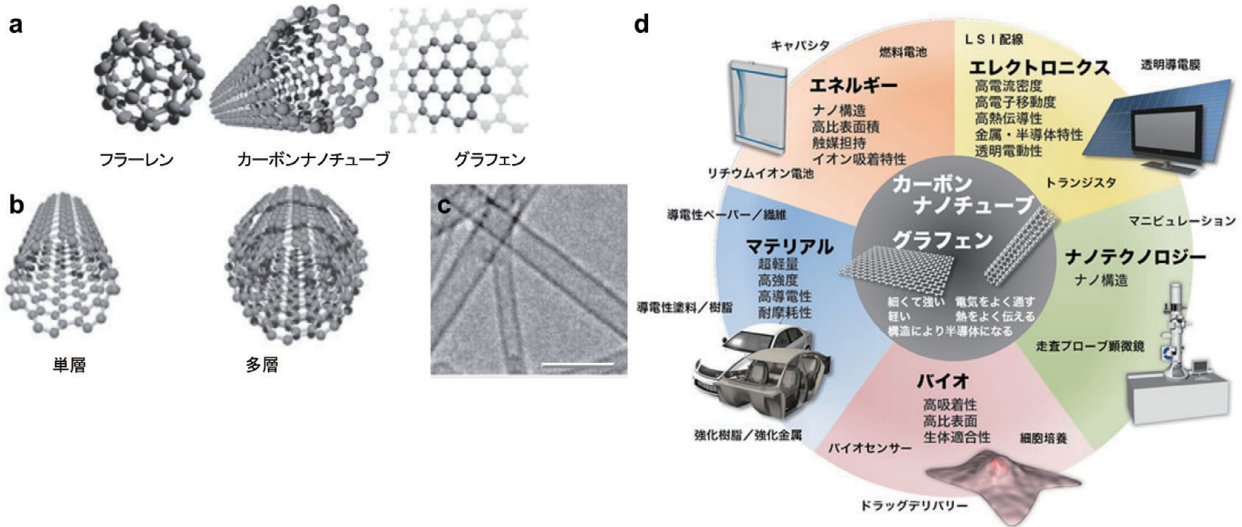 a
フラーレン
カーボンナノチューブ
グラフェン
b
単層
多層
c
d
キャパシタ
燃料電池
エネルギー
ナノ構造
高比表面積
触媒担持
イオン吸着特性
リチウムイオン電池
LSI配線
エレクトロニクス
高電流密度
高電子移動度
高熱伝導性
金属・半導体特性
透明電動性
透明導電膜
トランジスタ
カーボン
ナノチューブ
グラフェン
細くて強い 電気をよく通す
軽い 熱をよく伝える
構造により半導体になる
導電性ペーパー／繊維
マテリアル
超軽量
高強度
高導電性
耐摩耗性
導電性塗料／樹脂
強化樹脂／強化金属
マニピュレーション
ナノテクノロジー
ナノ構造
走査プローブ顕微鏡
バイオ
高吸着性
高比表面
生体適合性
バイオセンサー
細胞培養
ドラッグデリバリー